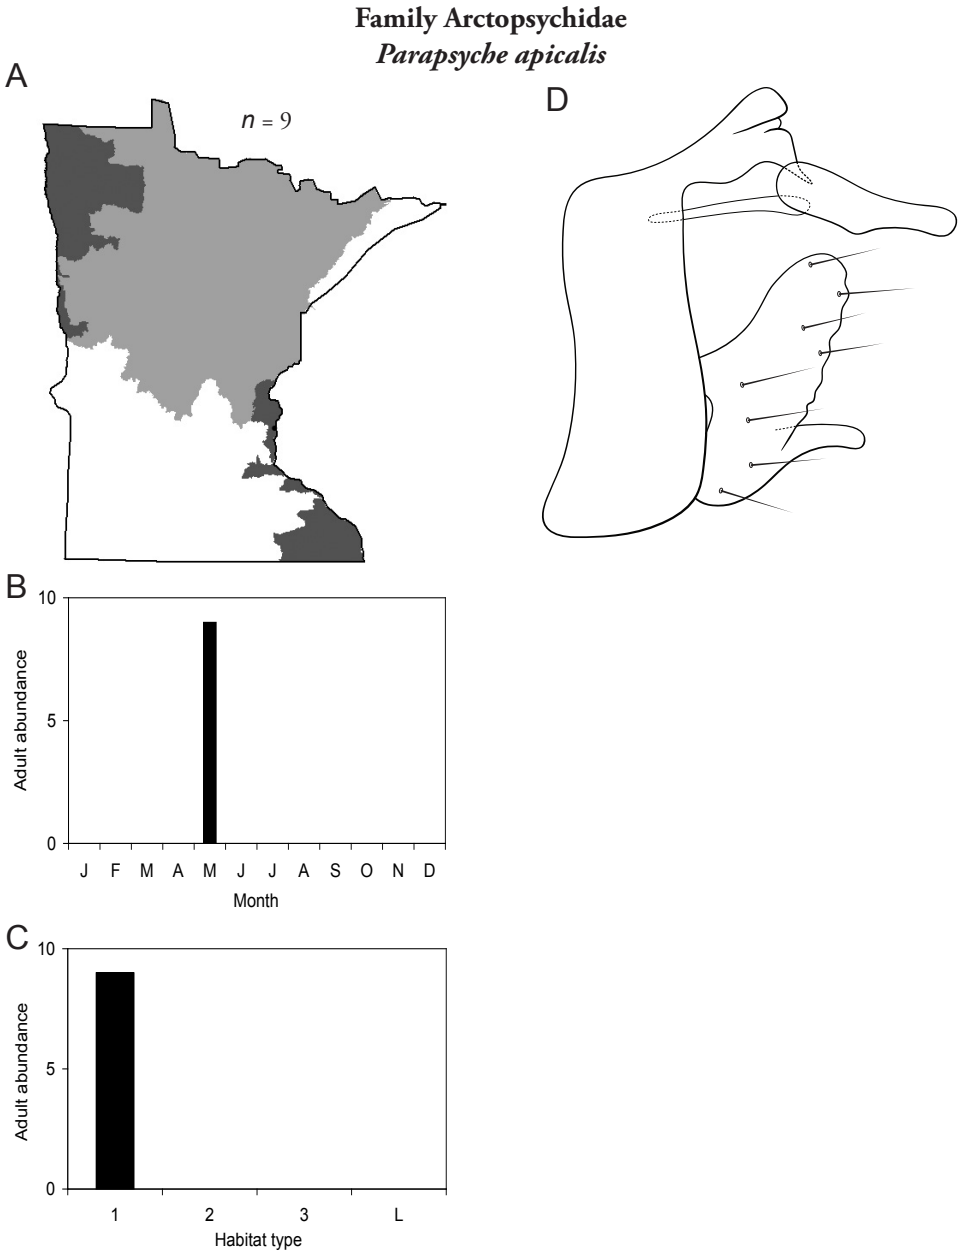 Family Arctopsychidae
Parapsyche apicalis
A
n = 9
D
B
10
5
0
Adult abundance
J F M A M J J A S O N D
Month
C
10
5
0
Adult abundance
1 2 3 L
Habitat type